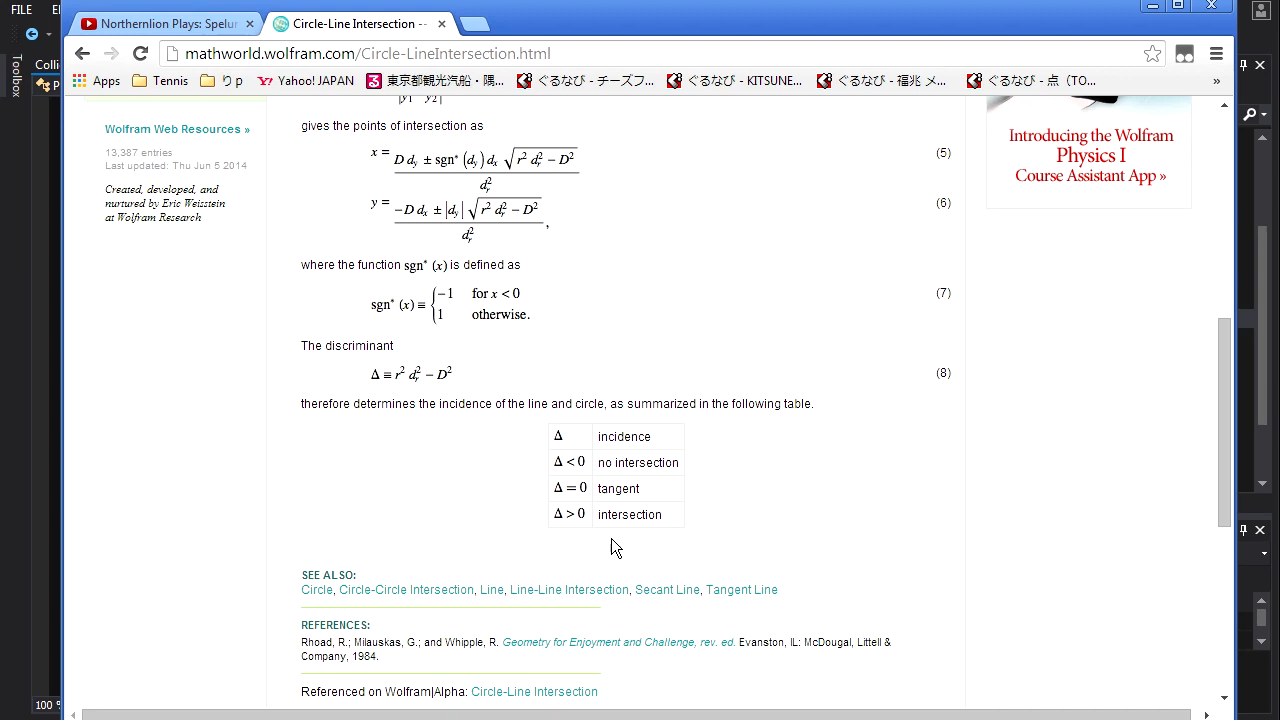 FILE
Northernlion Plays: Spelun
Circle-Line Intersection --
mathworld.wolfram.com/Circle-LineIntersection.html
Toolbox
Apps Tennis りp Yahoo! JAPAN 東京都観光汽船・隅... ぐるなび - チーズフ... ぐるなび - KITSUNE... ぐるなび - 福兆 メ... ぐるなび - 点（TO... »
Wolfram Web Resources »
13,387 entries
Last updated: Thu Jun 5 2014
Created, developed, and
nurtured by Eric Weisstein
at Wolfram Research
gives the points of intersection as
x = (D d_y ± sgn* (d_y) d_x √(r² d_r² − D²)) / d_r² (5)
y = (−D d_x ± |d_y| √(r² d_r² − D²)) / d_r², (6)
where the function sgn* (x) is defined as
sgn* (x) ≡ { −1 for x < 0 (7)
1 otherwise.
The discriminant
Δ ≡ r² d_r² − D² (8)
therefore determines the incidence of the line and circle, as summarized in the following table.
Δ incidence
Δ < 0 no intersection
Δ = 0 tangent
Δ > 0 intersection
SEE ALSO:
Circle, Circle-Circle Intersection, Line, Line-Line Intersection, Secant Line, Tangent Line
REFERENCES:
Rhoad, R.; Milauskas, G.; and Whipple, R. Geometry for Enjoyment and Challenge, rev. ed. Evanston, IL: McDougal, Littell &
Company, 1984.
Referenced on Wolfram|Alpha: Circle-Line Intersection
Introducing the Wolfram
Physics I
Course Assistant App »
100 %